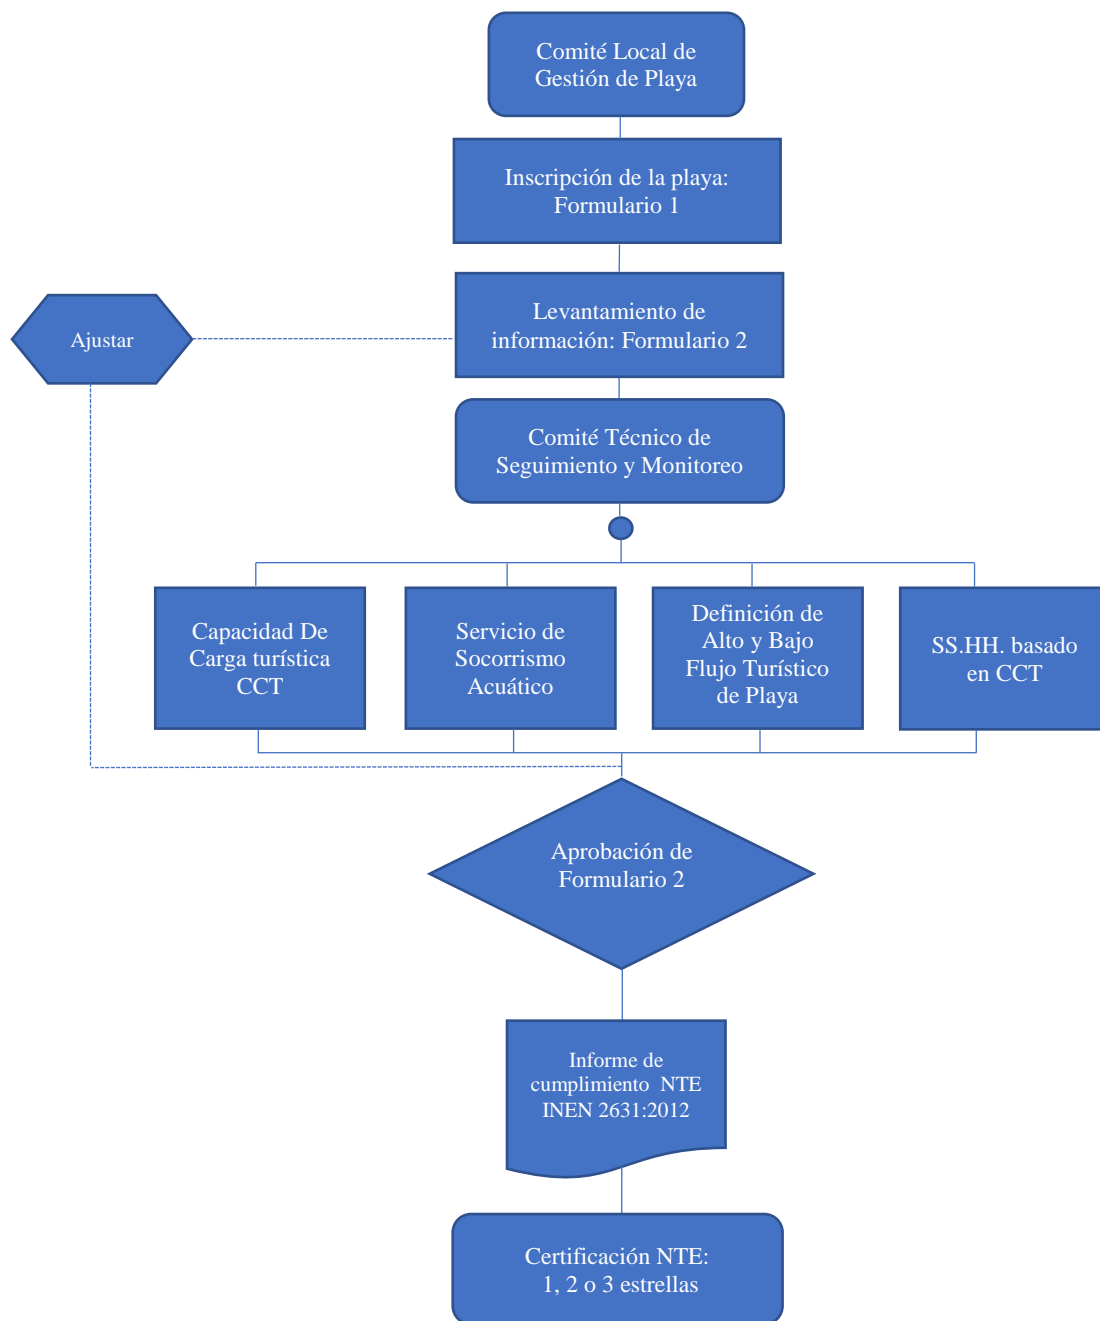 Comité Local de
Gestión de Playa
Inscripción de la playa:
Formulario 1
Levantamiento de
información: Formulario 2
Ajustar
Comité Técnico de
Seguimiento y Monitoreo
Capacidad De
Carga turística
CCT
Servicio de
Socorrismo
Acuático
Definición de
Alto y Bajo
Flujo Turístico
de Playa
SS.HH. basado
en CCT
Aprobación de
Formulario 2
Informe de
cumplimiento NTE
INEN 2631:2012
Certificación NTE:
1, 2 o 3 estrellas